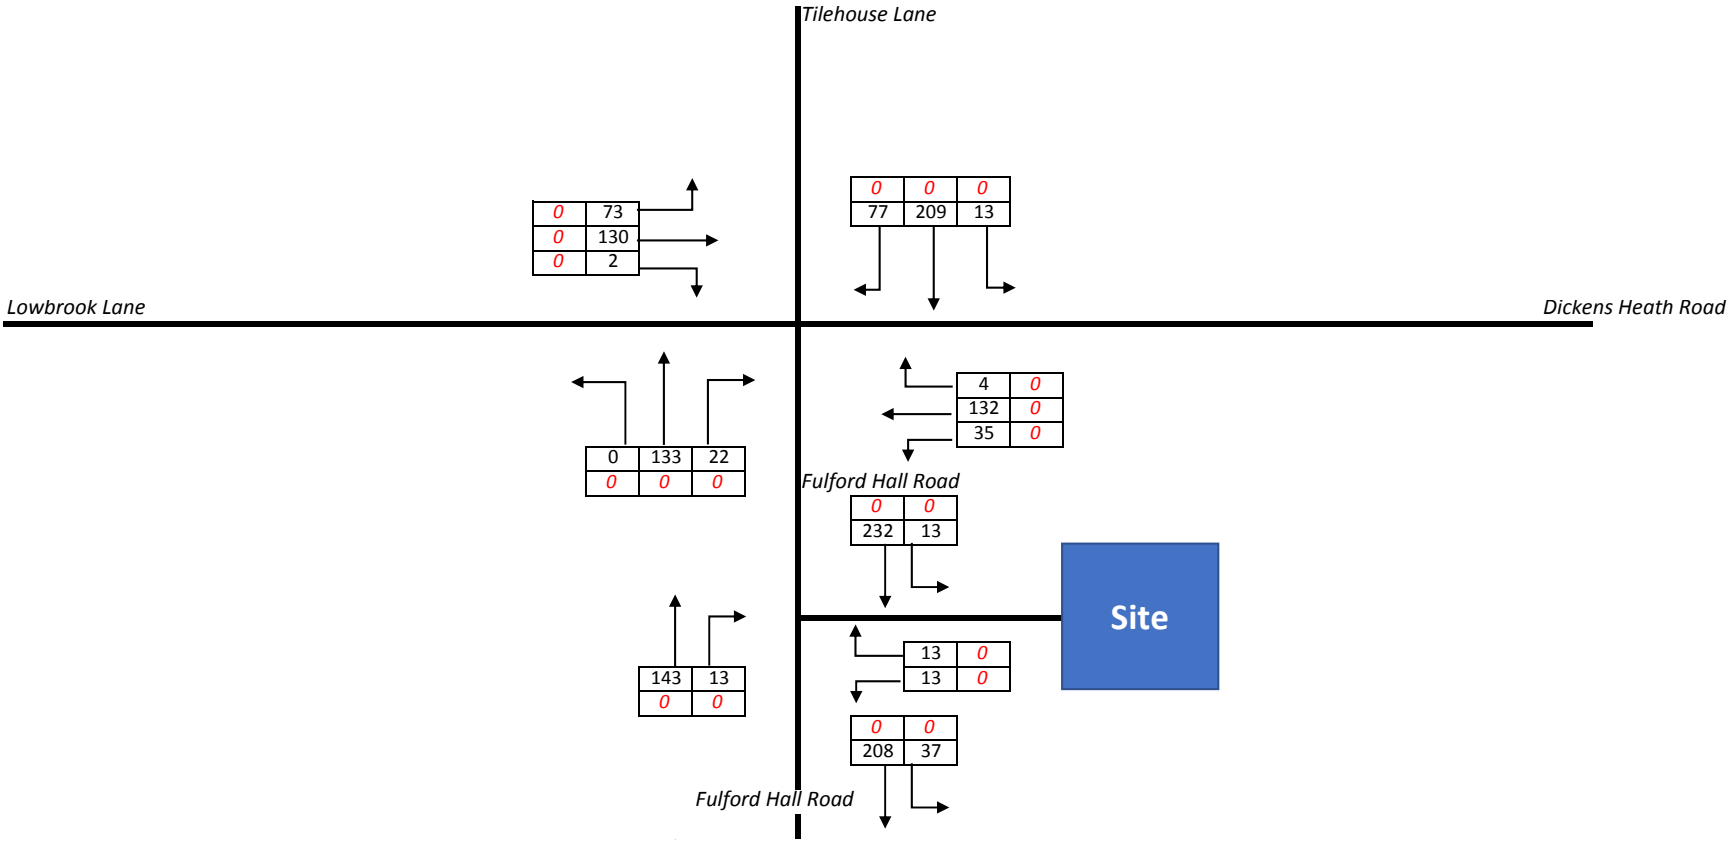 Tilehouse Lane
0 0 0
77 209 13
0 73
0 130
0 2
Lowbrook Lane
Dickens Heath Road
4 0
132 0
35 0
0 133 22
0 0 0
Fulford Hall Road
0 0
232 13
Site
13 0
13 0
143 13
0 0
0 0
208 37
Fulford Hall Road